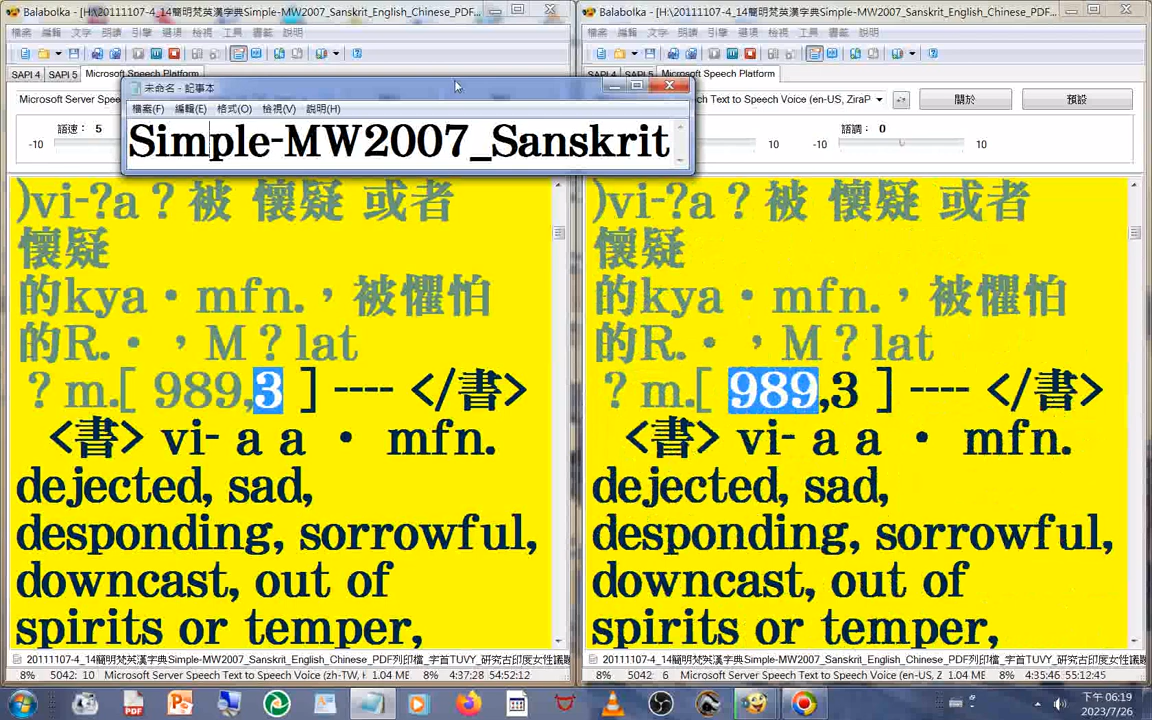 Balabolka - [H:\20111107-4_14簡明梵英漢字典Simple-MW2007_Sanskrit_English_Chinese_PDF...
檔案 編輯 文字 朗讀 引擎 選項 工具 書籤 說明
SAPI 4 SAPI 5 Microsoft Speech Platform
Microsoft Server Speech
語速: 5
-10
)vi-?a ? 被 懷疑 或者
懷疑
的kya • mfn. , 被懼怕
的R. • , M ? lat
? m.[ 989,3 ] ---- </書>
<書> vi- a a • mfn.
dejected, sad,
desponding, sorrowful,
downcast, out of
spirits or temper,
20111107-4_14簡明梵英漢字典Simple-MW2007_Sanskrit_English_Chinese_PDF列印檔_字首TUVY_研究古印度女性議題
8% 5042: 10 Microsoft Server Speech Text to Speech Voice (zh-TW, H 1.04 MB 8% 4:37:28 54:52:12
未命名 - 記事本
檔案(F) 編輯(E) 格式(O) 檢視(V) 說明(H)
Simple-MW2007_Sanskrit
Balabolka - [H:\20111107-4_14簡明梵英漢字典Simple-MW2007_Sanskrit_English_Chinese_PDF...
檔案 編輯 文字 朗讀 引擎 選項 工具 書籤 說明
Microsoft Speech Platform
ch Text to Speech Voice (en-US, ZiraP
關於
預設
語調: 0
10 -10 10
)vi-?a ? 被 懷疑 或者
懷疑
的kya • mfn. , 被懼怕
的R. • , M ? lat
? m.[ 989,3 ] ---- </書>
<書> vi- a a • mfn.
dejected, sad,
desponding, sorrowful,
downcast, out of
spirits or temper,
20111107-4_14簡明梵英漢字典Simple-MW2007_Sanskrit_English_Chinese_PDF列印檔_字首TUVY_研究古印度女性議題
8% 5042: 6 Microsoft Server Speech Text to Speech Voice (en-US, Z 1.04 MB 8% 4:35:46 55:12:45
下午 06:19
2023/7/26